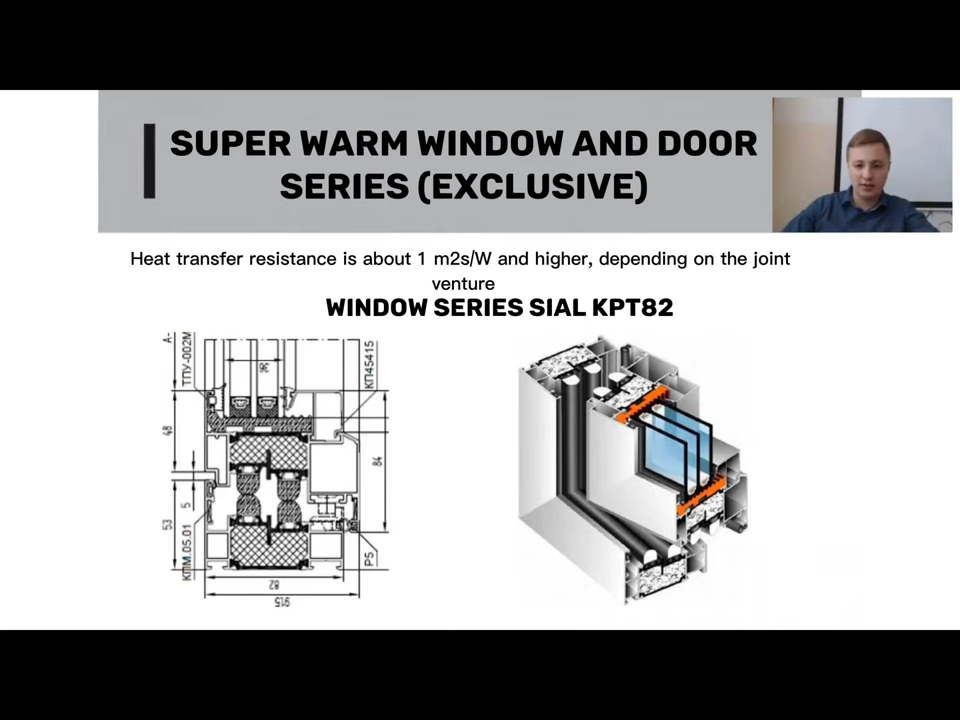 SUPER WARM WINDOW AND DOOR
SERIES (EXCLUSIVE)
Heat transfer resistance is about 1 m2s/W and higher, depending on the joint
venture
WINDOW SERIES SIAL KPT82
А-
ТПУ-002М
36
КП45415
48
84
5
53
КПМ.05.01
Р5
82
91,5